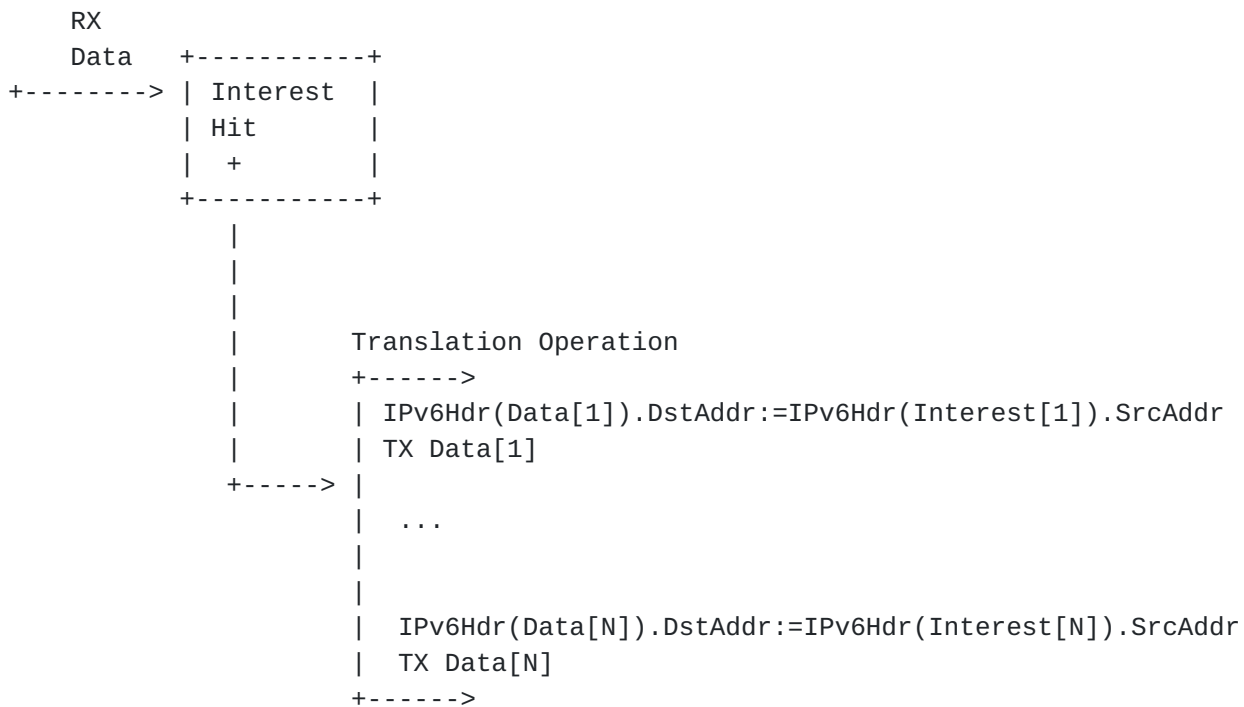 RX
    Data   +-----------+
+--------> | Interest  |
           | Hit       |
           |  +        |
           +-----------+
              |
              |
              |
              |       Translation Operation
              |       +------>
              |       | IPv6Hdr(Data[1]).DstAddr:=IPv6Hdr(Interest[1]).SrcAddr
              |       | TX Data[1]
              +-----> |
                      |  ...
                      |
                      |
                      |  IPv6Hdr(Data[N]).DstAddr:=IPv6Hdr(Interest[N]).SrcAddr
                      |  TX Data[N]
                      +------>